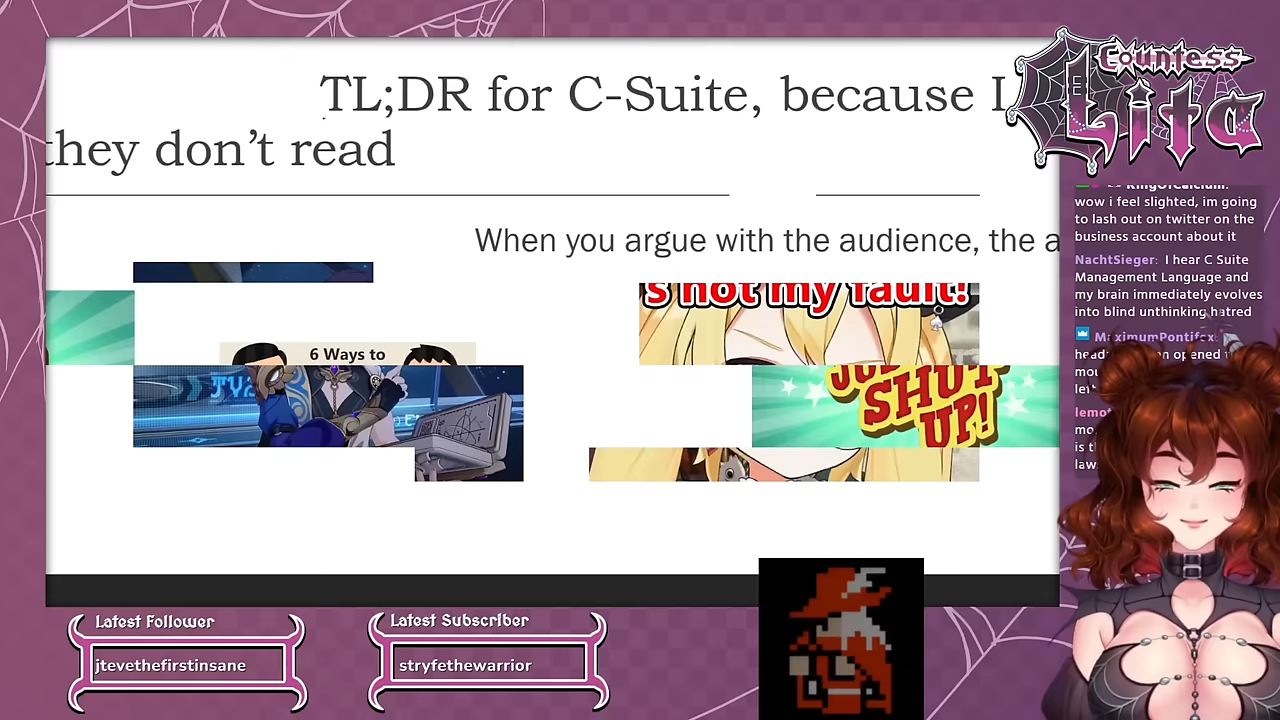 TL;DR for C-Suite, because I
they don't read
When you argue with the audience, the a
s not my fault!
6 Ways to
SHUT
UP!
Countess
Lita
KingOfCalcium:
wow i feel slighted, im going
to lash out on twitter on the
business account about it
NachtSieger: I hear C Suite
Management Language and
my brain immediately evolves
into blind unthinking hatred
MaximumPontifex:
opened
Latest Follower
jtevethefirstinsane
Latest Subscriber
stryfethewarrior